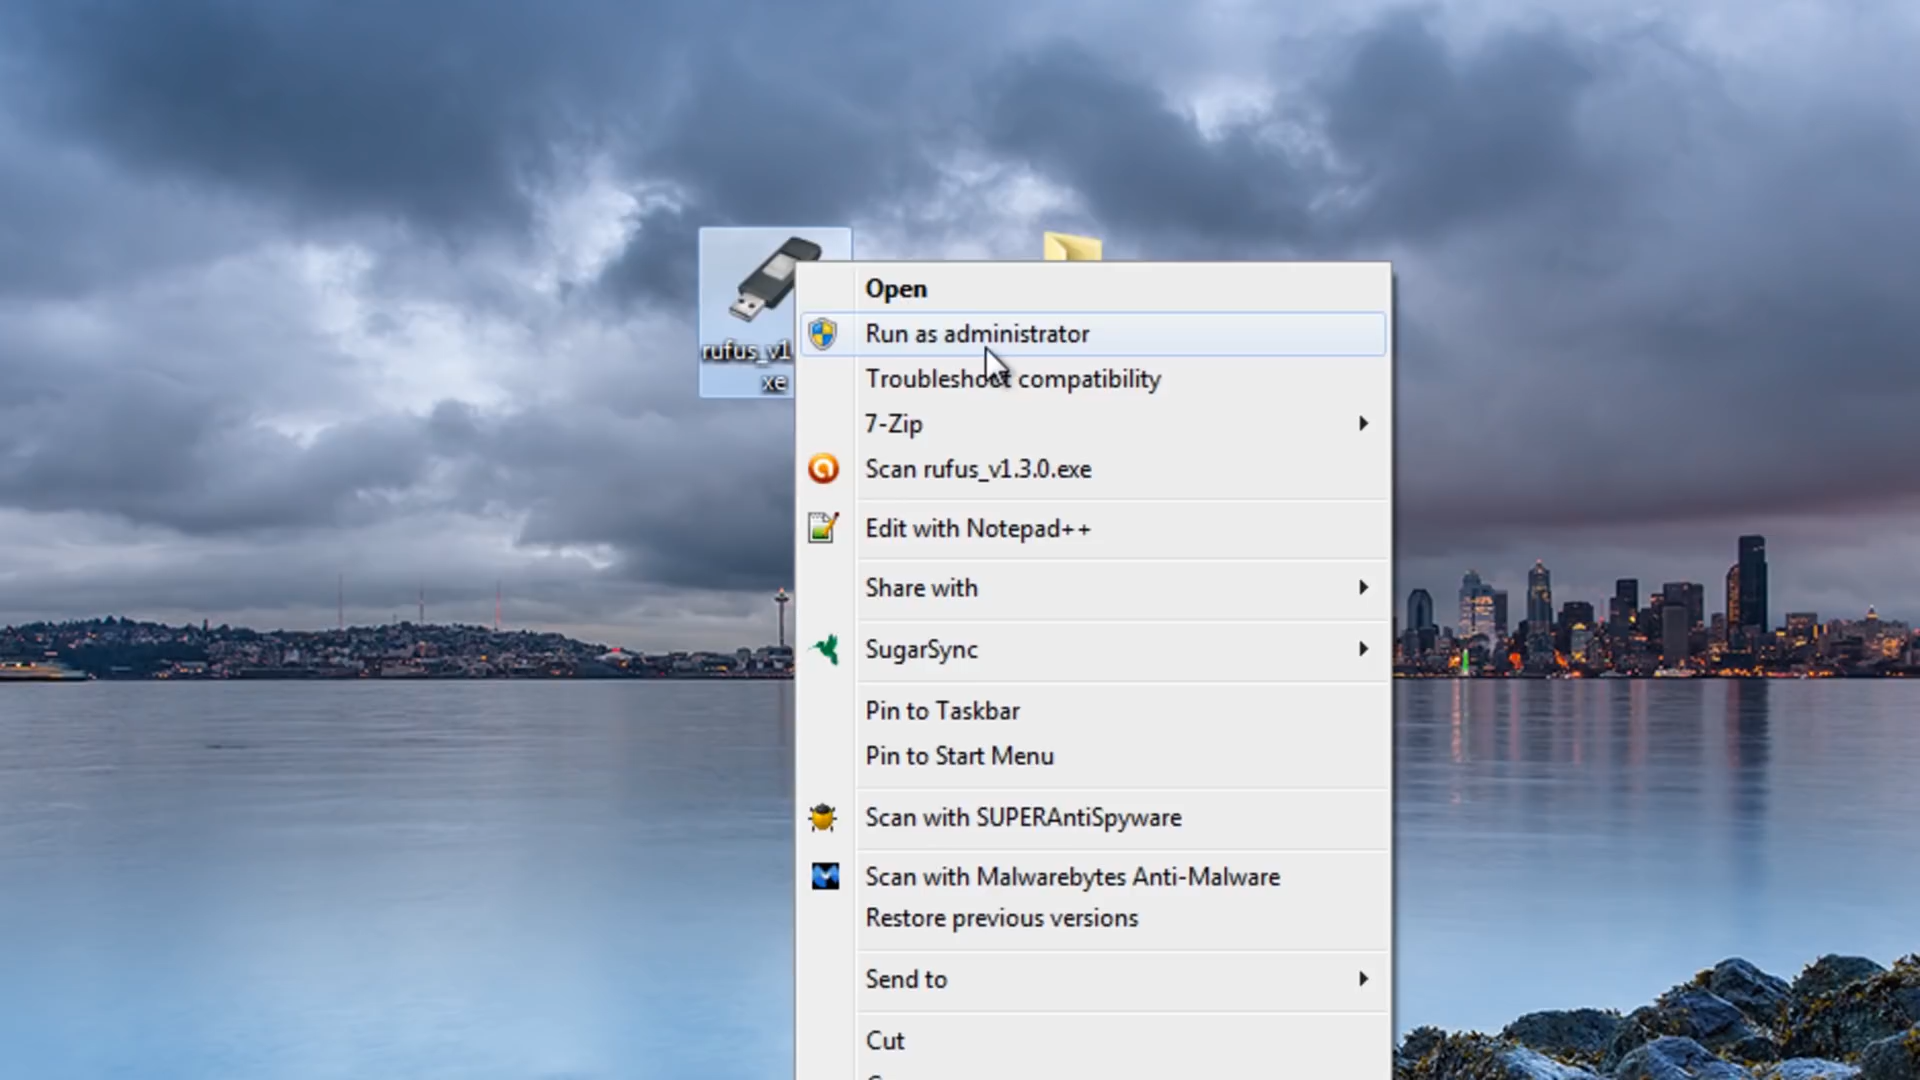 rufus_v1
xe
Open
Run as administrator
Troubleshoot compatibility
7-Zip
Scan rufus_v1.3.0.exe
Edit with Notepad++
Share with
SugarSync
Pin to Taskbar
Pin to Start Menu
Scan with SUPERAntiSpyware
Scan with Malwarebytes Anti-Malware
Restore previous versions
Send to
Cut